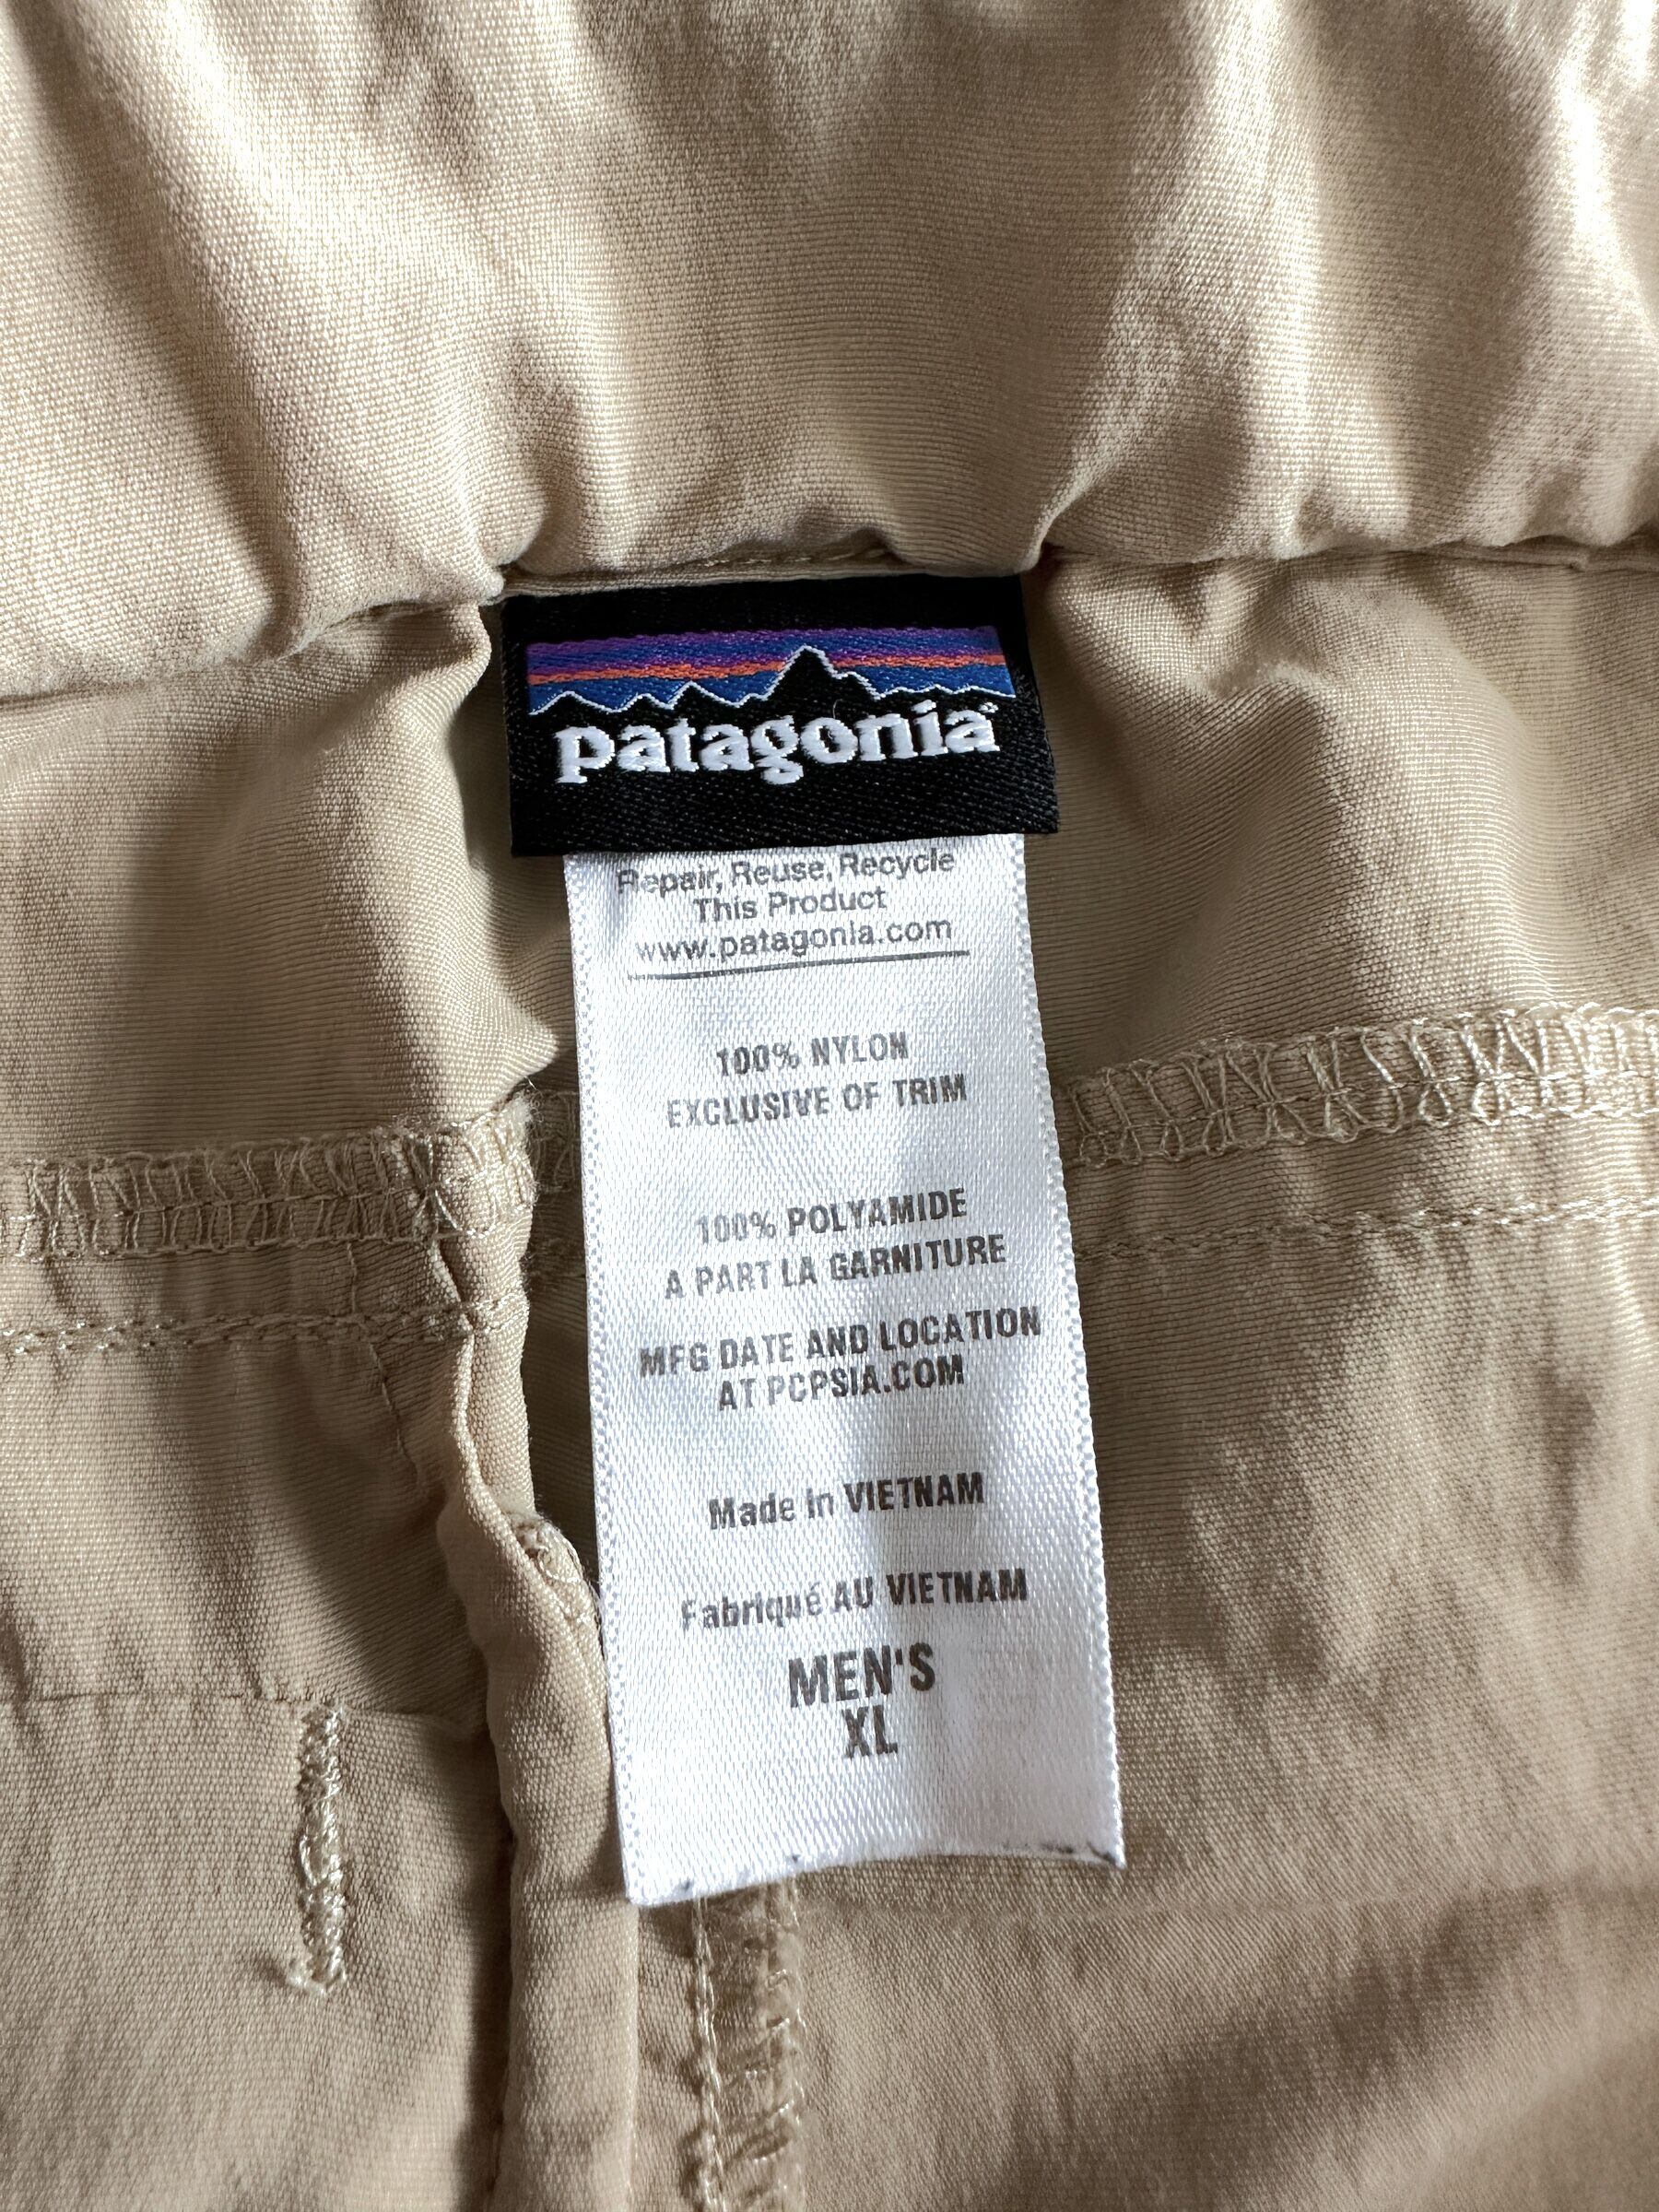 patagonia®
Repair, Reuse, Recycle
This Product
www.patagonia.com
100% NYLON
EXCLUSIVE OF TRIM
100% POLYAMIDE
A PART LA GARNITURE
MFG DATE AND LOCATION
AT PCPSIA.COM
Made in VIETNAM
Fabriqué AU VIETNAM
MEN'S
XL